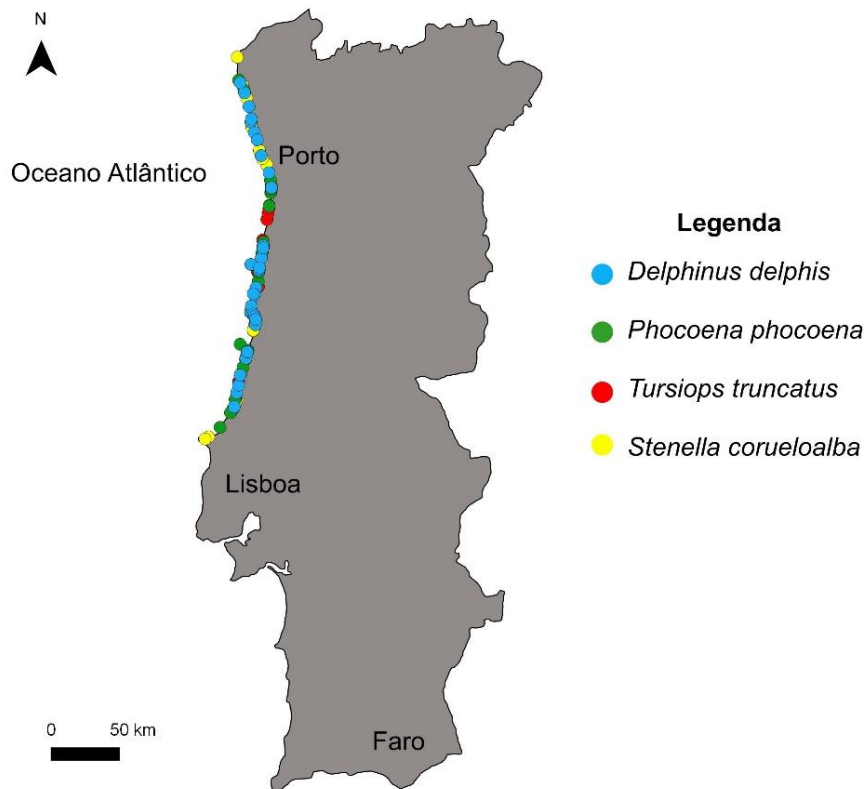 N
Oceano Atlântico
Porto
Lisboa
Faro
0 50 km
Legenda
Delphinus delphis
Phocoena phocoena
Tursiops truncatus
Stenella corueloalba